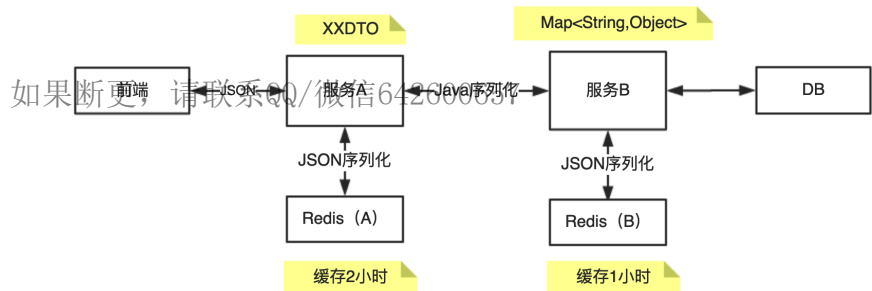 XXDTO
Map<String,Object>
如果断更，请联系QQ/微信642600657
前端
JSON
服务A
Java序列化
服务B
DB
JSON序列化
JSON序列化
Redis（A）
Redis（B）
缓存2小时
缓存1小时